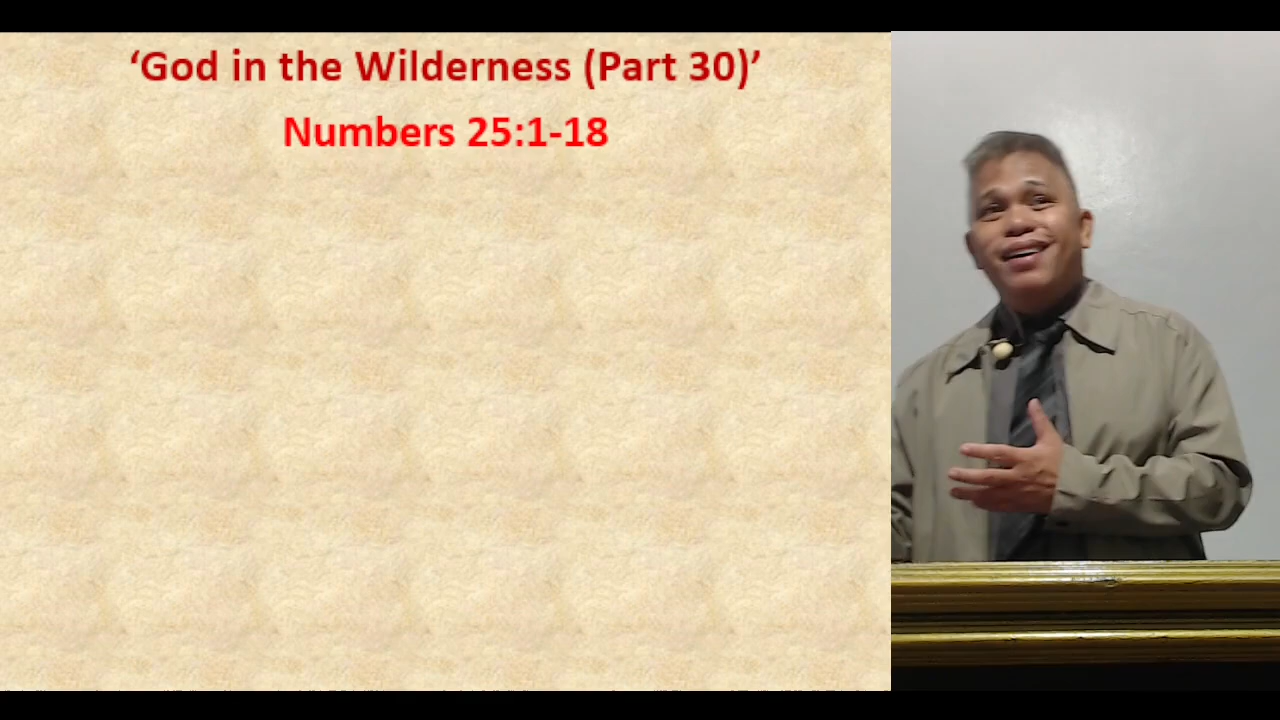 ‘God in the Wilderness (Part 30)’
Numbers 25:1-18